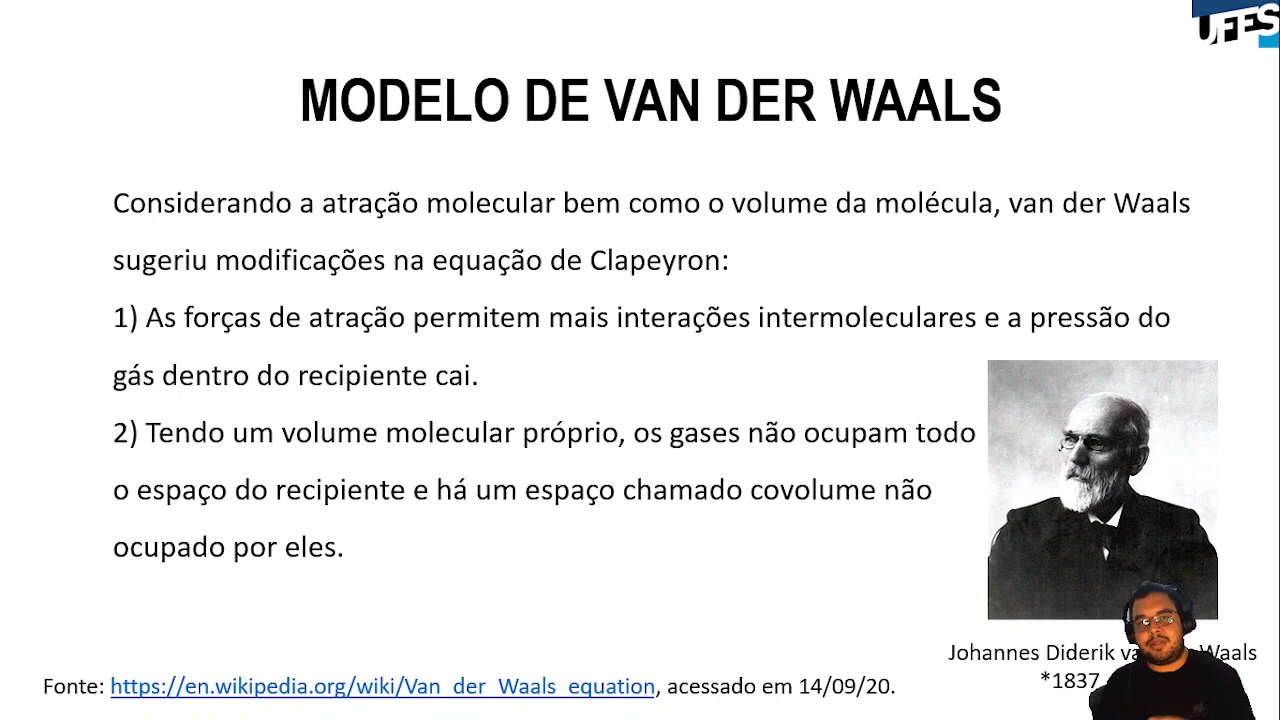 UFES
MODELO DE VAN DER WAALS
Considerando a atração molecular bem como o volume da molécula, van der Waals
sugeriu modificações na equação de Clapeyron:
1) As forças de atração permitem mais interações intermoleculares e a pressão do
gás dentro do recipiente cai.
2) Tendo um volume molecular próprio, os gases não ocupam todo
o espaço do recipiente e há um espaço chamado covolume não
ocupado por eles.
Johannes Diderik Waals
*1837
Fonte: https://en.wikipedia.org/wiki/Van_der_Waals_equation, acessado em 14/09/20.